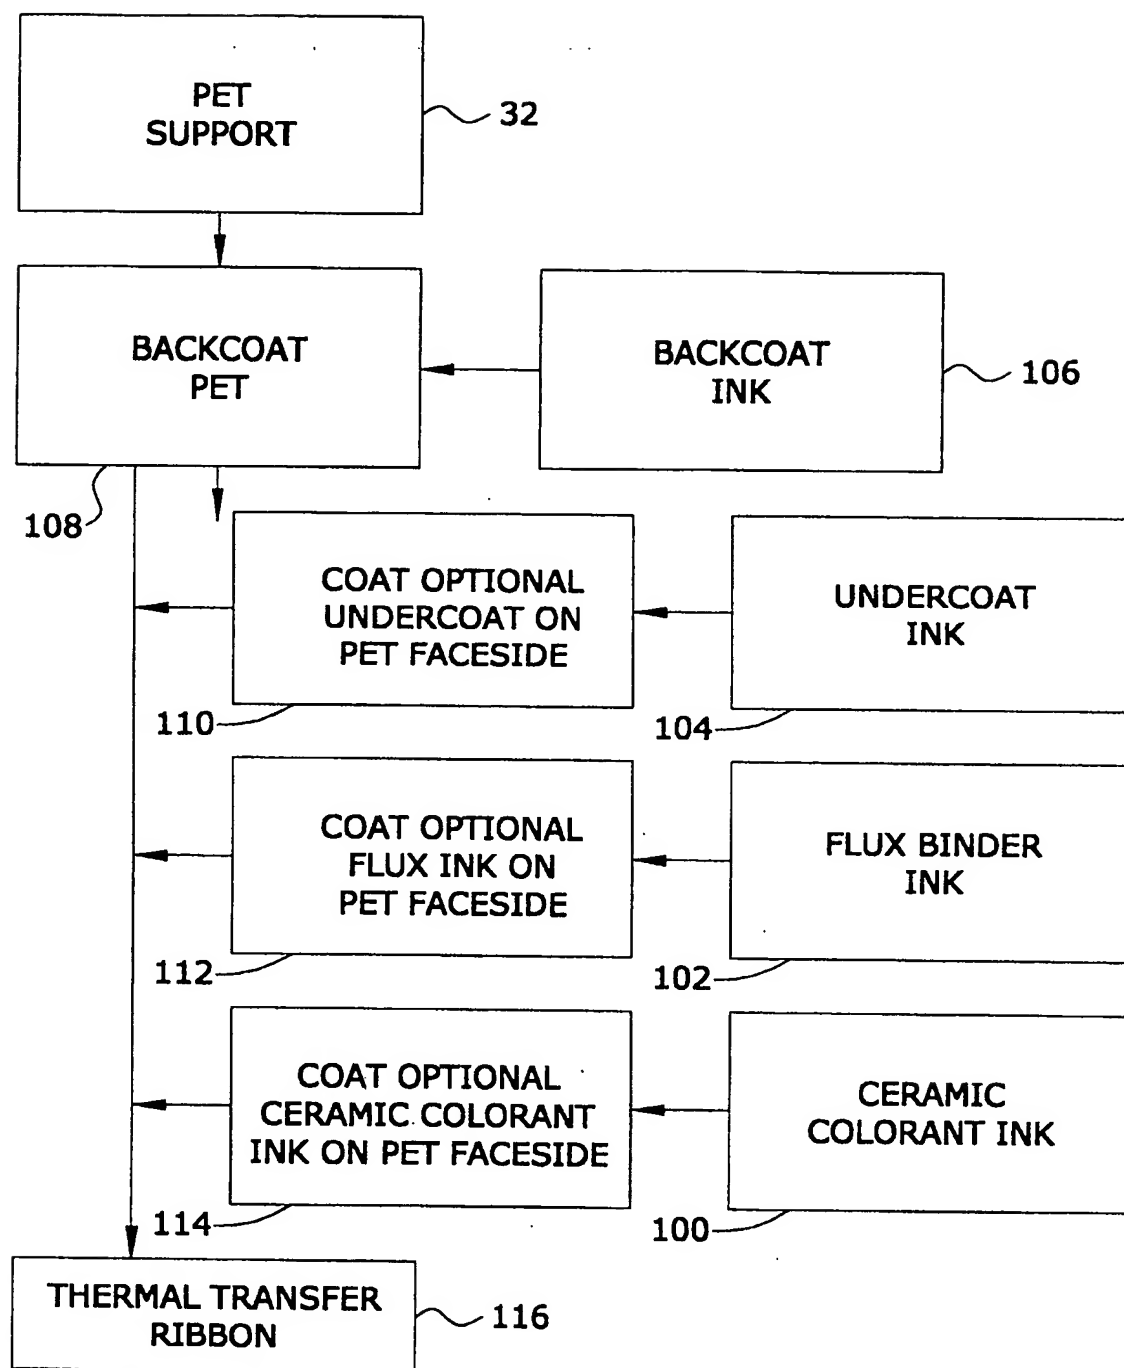 PET
SUPPORT
32
BACKCOAT
PET
BACKCOAT
INK
106
108
COAT OPTIONAL
UNDERCOAT ON
PET FACESIDE
UNDERCOAT
INK
110
104
COAT OPTIONAL
FLUX INK ON
PET FACESIDE
FLUX BINDER
INK
112
102
COAT OPTIONAL
CERAMIC COLORANT
INK ON PET FACESIDE
CERAMIC
COLORANT INK
114
100
THERMAL TRANSFER
RIBBON
116